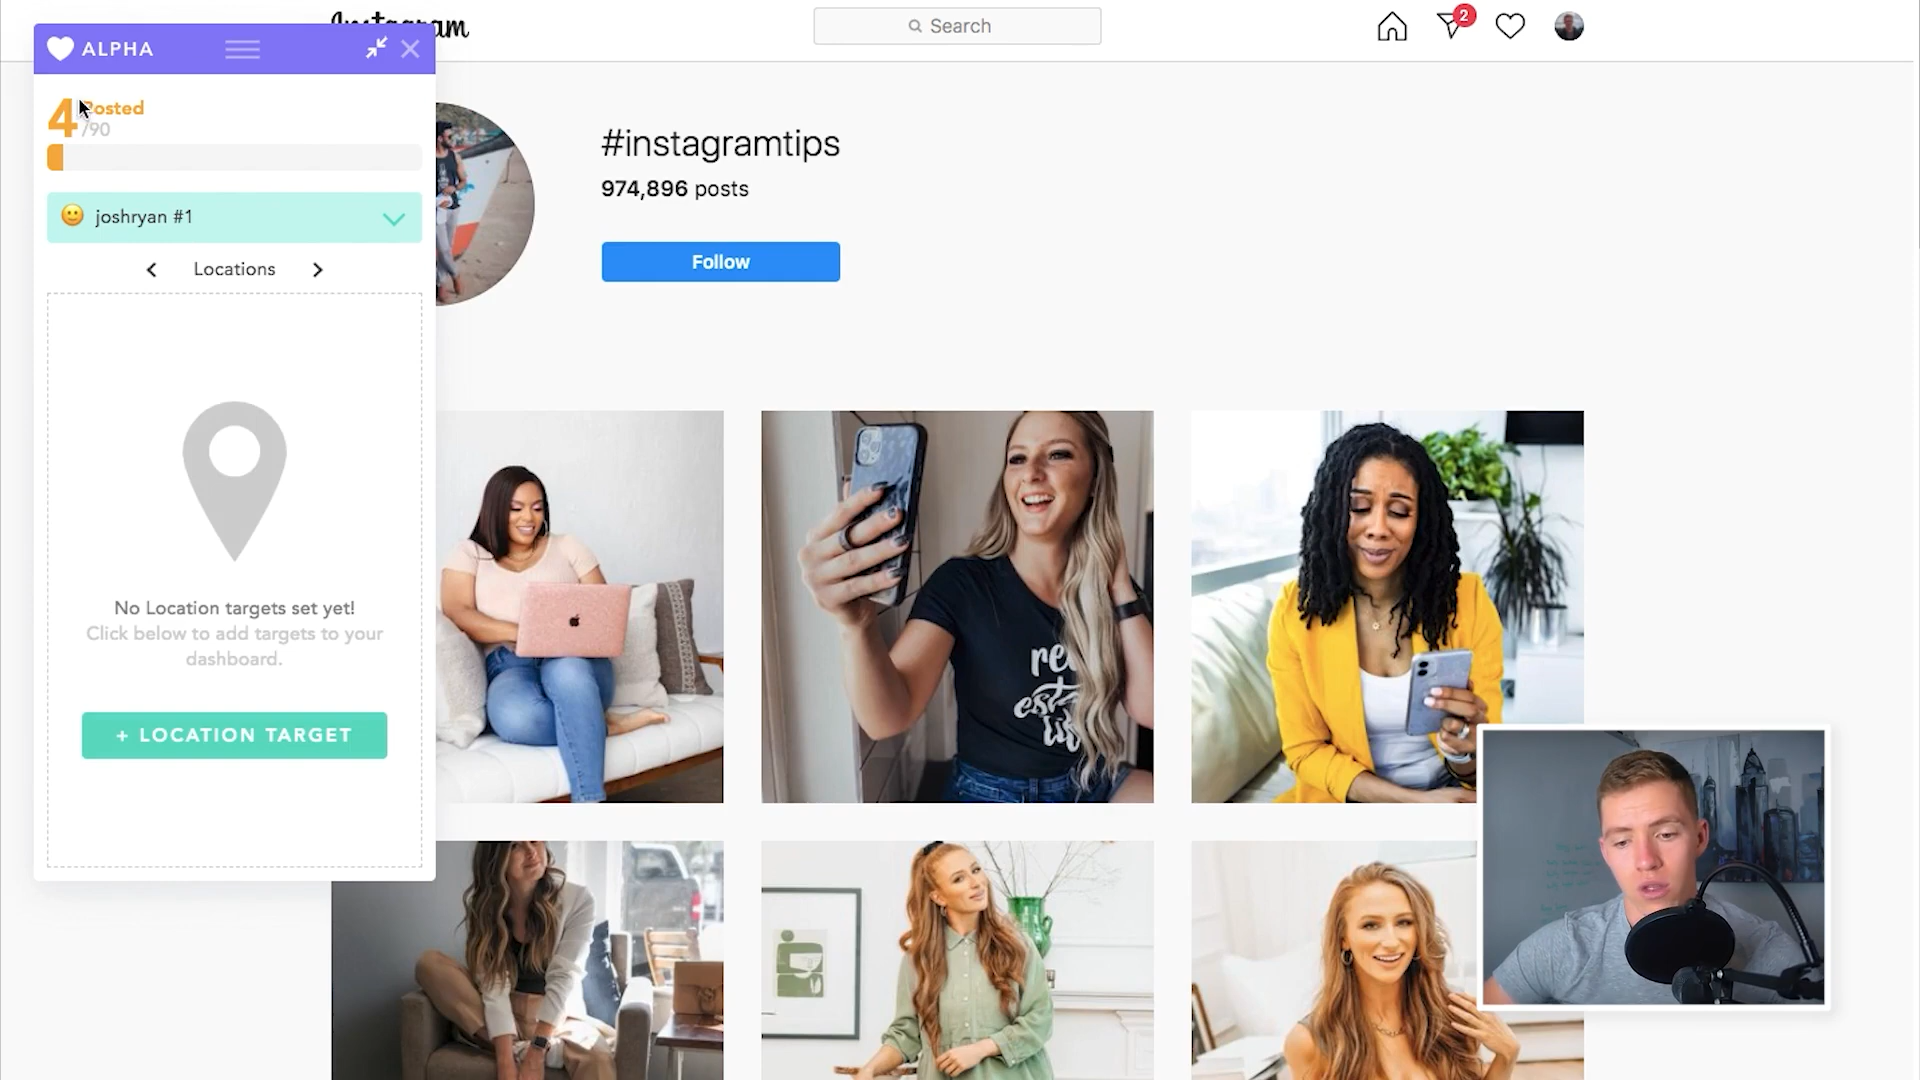 Instagram
Search
2
ALPHA
4 Posted
/90
joshryan #1
Locations
No Location targets set yet!
Click below to add targets to your
dashboard.
+ LOCATION TARGET
#instagramtips
974,896 posts
Follow